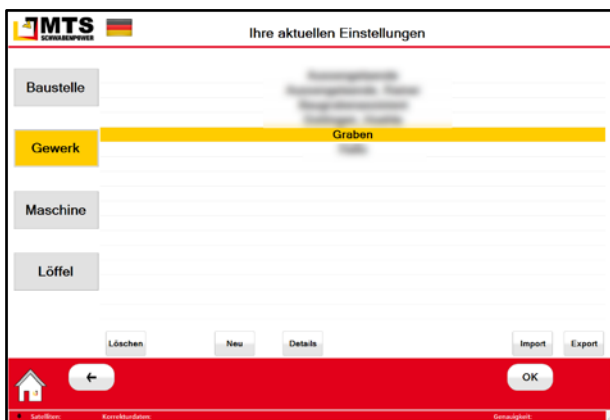 MTS
SCHWABENPOWER
Ihre aktuellen Einstellungen
Baustelle
Gewerk
Maschine
Löffel
Graben
Löschen
Neu
Details
Import
Export
OK
Satelliten:
Korrekturdaten:
Genauigkeit: